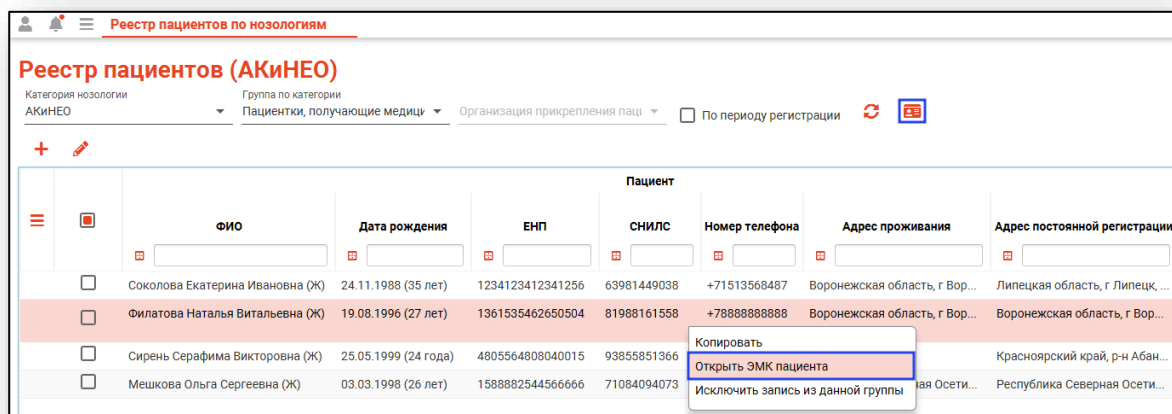 Реестр пациентов по нозологиям
Реестр пациентов (АКиНЕО)
Категория нозологии Группа по категории
АКиНЕО Пациентки, получающие медици Организация прикрепления паци По периоду регистрации
Пациент
ФИО Дата рождения ЕНП СНИЛС Номер телефона Адрес проживания Адрес постоянной регистрации
Соколова Екатерина Ивановна (Ж) 24.11.1988 (35 лет) 1234123412341256 63981449038 +71513568487 Воронежская область, г Вор... Липецкая область, г Липецк, ...
Филатова Наталья Витальевна (Ж) 19.08.1996 (27 лет) 1361535462650504 81988161558 +78888888888 Воронежская область, г Вор... Воронежская область, г Вор...
Копировать
Сирень Серафима Викторовна (Ж) 25.05.1999 (24 года) 4805564808040015 93855851366 Открыть ЭМК пациента Красноярский край, р-н Абан...
Мешкова Ольга Сергеевна (Ж) 03.03.1998 (26 лет) 1588882544566666 71084094073 Исключить запись из данной группы ая Осети... Республика Северная Осети...